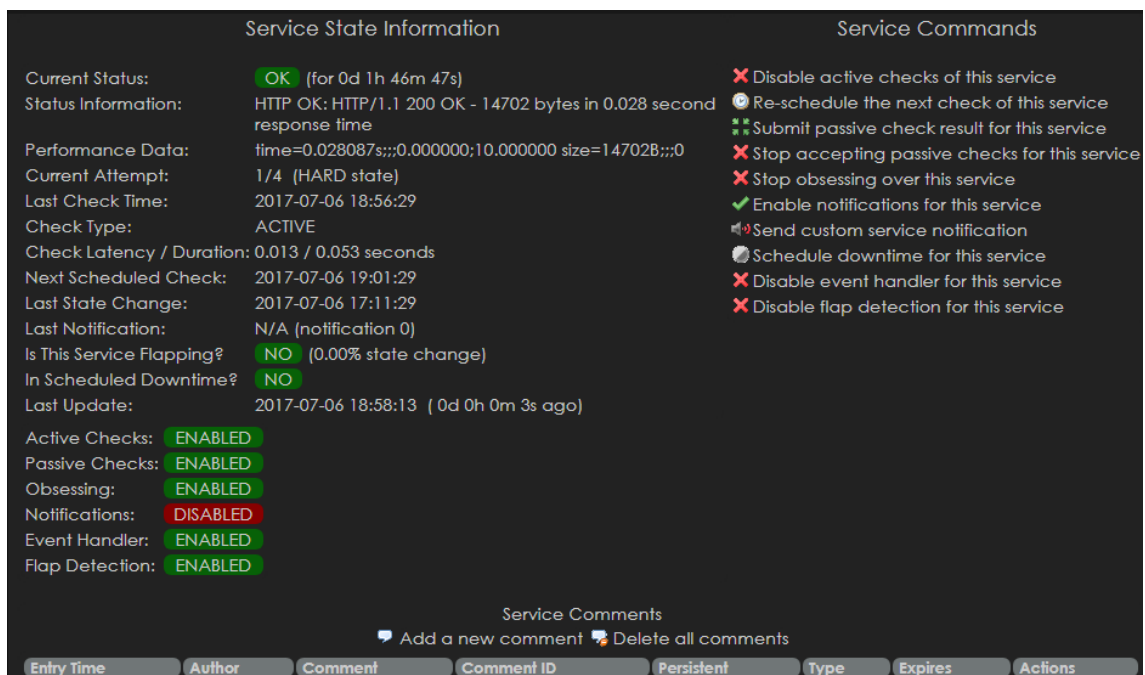 Service State Information
Current Status: OK (for 0d 1h 46m 47s)
Status Information: HTTP OK: HTTP/1.1 200 OK - 14702 bytes in 0.028 second
response time
Performance Data: time=0.028087s;;;0.000000;10.000000 size=14702B;;;0
Current Attempt: 1/4 (HARD state)
Last Check Time: 2017-07-06 18:56:29
Check Type: ACTIVE
Check Latency / Duration: 0.013 / 0.053 seconds
Next Scheduled Check: 2017-07-06 19:01:29
Last State Change: 2017-07-06 17:11:29
Last Notification: N/A (notification 0)
Is This Service Flapping? NO (0.00% state change)
In Scheduled Downtime? NO
Last Update: 2017-07-06 18:58:13 ( 0d 0h 0m 3s ago)
Active Checks: ENABLED
Passive Checks: ENABLED
Obsessing: ENABLED
Notifications: DISABLED
Event Handler: ENABLED
Flap Detection: ENABLED
Service Commands
Disable active checks of this service
Re-schedule the next check of this service
Submit passive check result for this service
Stop accepting passive checks for this service
Stop obsessing over this service
Enable notifications for this service
Send custom service notification
Schedule downtime for this service
Disable event handler for this service
Disable flap detection for this service
Service Comments
Add a new comment Delete all comments
Entry Time Author Comment Comment ID Persistent Type Expires Actions